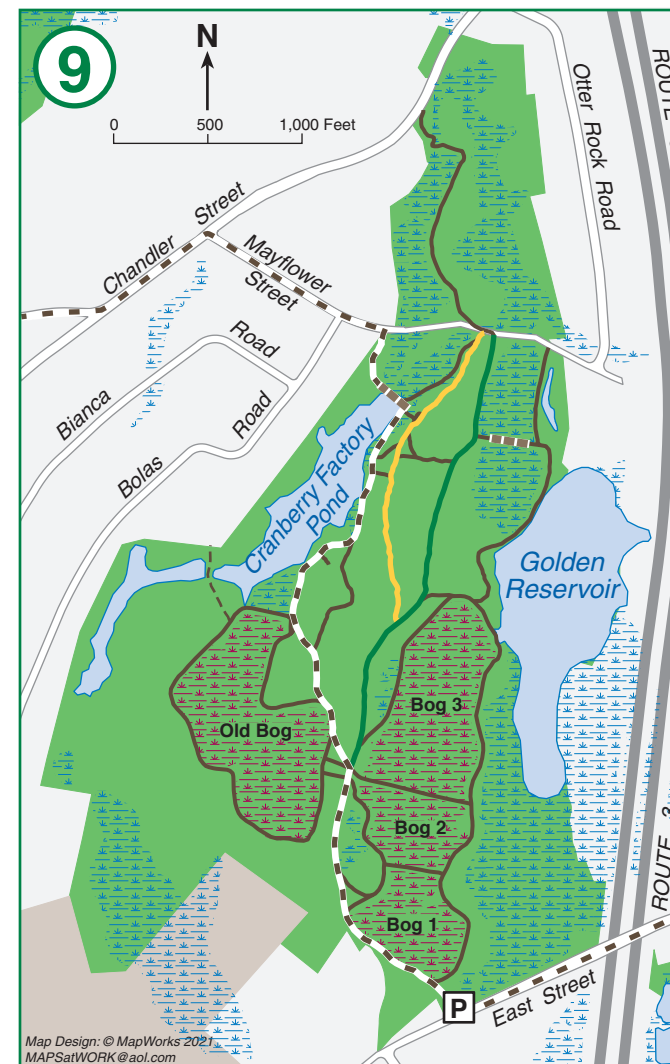 9
N
0 500 1,000 Feet
ROUTE
Otter Rock Road
Chandler Street
Mayflower
Street
Bianca Road
Bolas Road
Cranberry Factory
Pond
Golden
Reservoir
Old Bog
Bog 3
Bog 2
Bog 1
P
East Street
ROUTE 3
Map Design: © MapWorks 2021
MAPSatWORK@aol.com